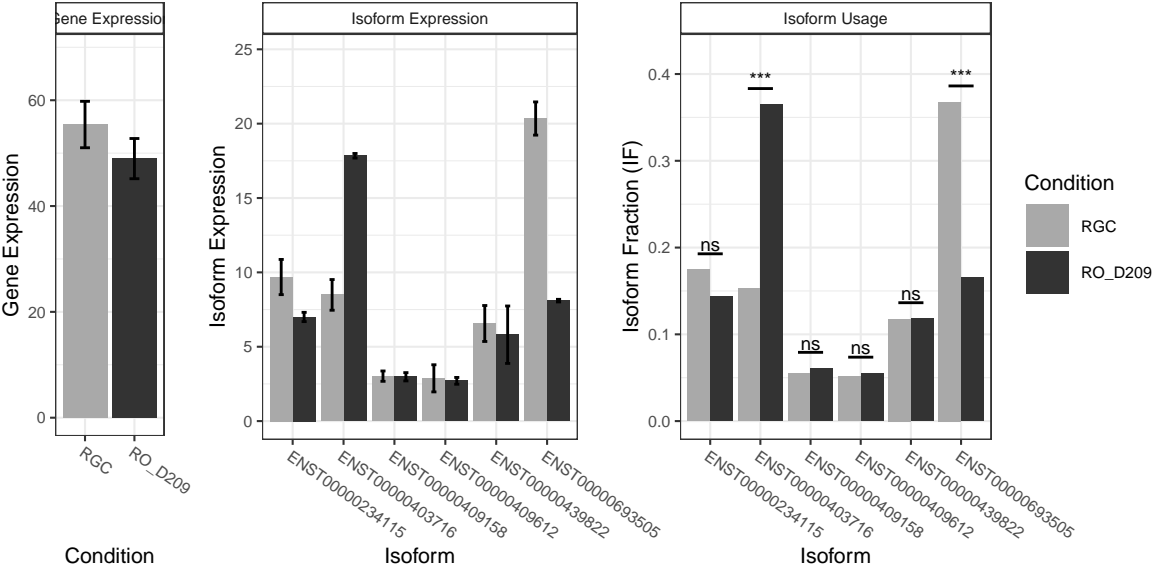 Gene Expression
Isoform Expression
Isoform Usage
Gene Expression
60
40
20
0
RGC
RO_D209
Condition
Isoform Expression
25
20
15
10
5
0
ENST00000234115
ENST00000403716
ENST00000409158
ENST00000409612
ENST00000439822
ENST00000693505
Isoform
Isoform Fraction (IF)
0.4
0.3
0.2
0.1
0.0
ns
***
ns
ns
ns
***
ENST00000234115
ENST00000403716
ENST00000409158
ENST00000409612
ENST00000439822
ENST00000693505
Isoform
Condition
RGC
RO_D209